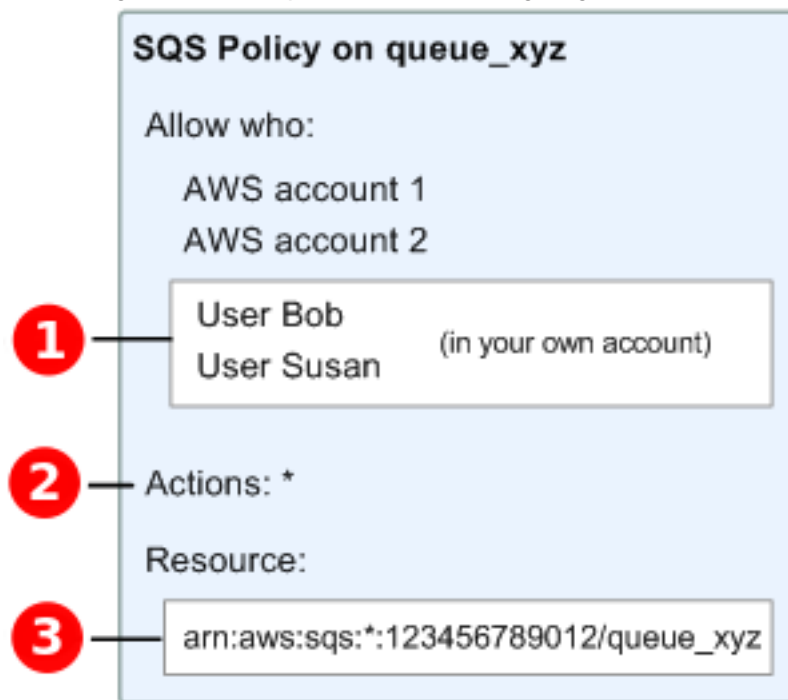 SQS Policy on queue_xyz
Allow who:
AWS account 1
AWS account 2
1
User Bob
User Susan
(in your own account)
2
Actions: *
Resource:
3
arn:aws:sqs:*:123456789012/queue_xyz